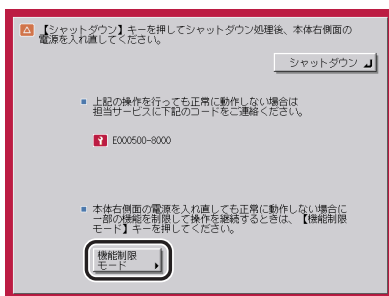 【シャットダウン】キーを押してシャットダウン処理後、本体右側面の
電源を入れ直してください。
シャットダウン
■ 上記の操作を行っても正常に動作しない場合は
担当サービスに下記のコードをご連絡ください。
E000500-8000
■ 本体右側面の電源を入れ直しても正常に動作しない場合に
一部の機能を制限して操作を継続するときは、【機能制限
モード】キーを押してください。
機能制限
モード